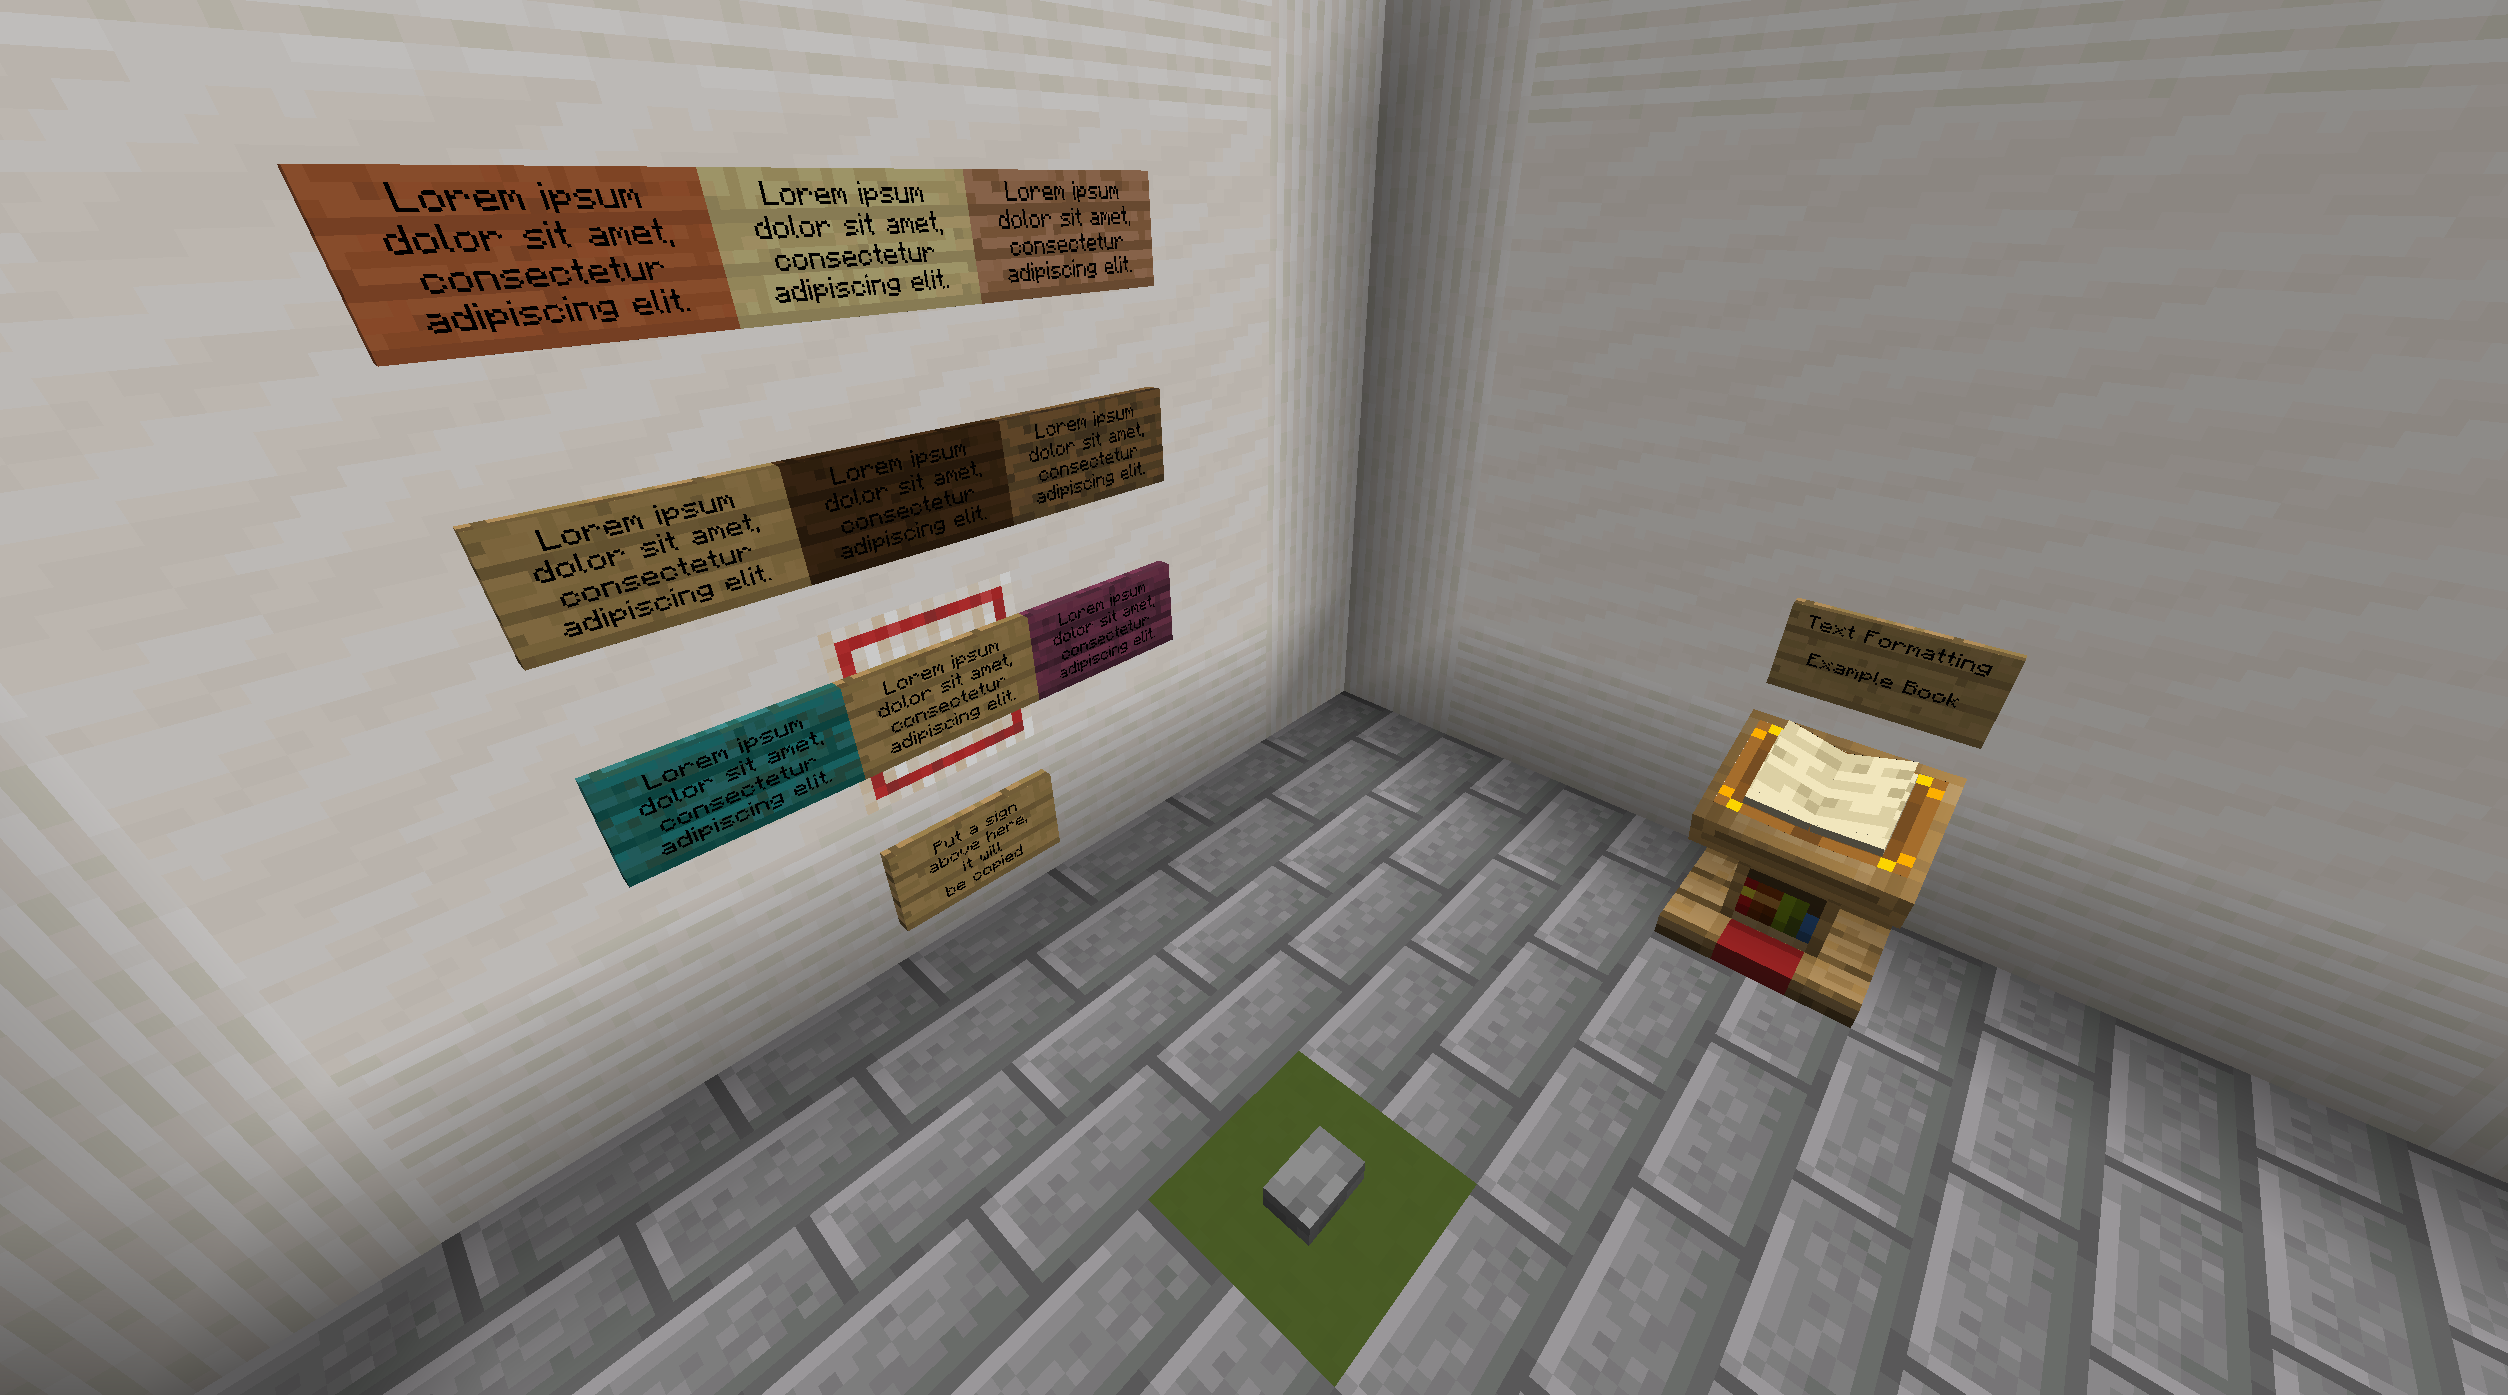 Lorem ipsum
dolor sit amet,
consectetur
adipiscing elit.
Lorem ipsum
dolor sit amet,
consectetur
adipiscing elit.
Lorem ipsum
dolor sit amet,
consectetur
adipiscing elit.
Lorem ipsum
dolor sit amet,
consectetur
adipiscing elit.
Lorem ipsum
dolor sit amet,
consectetur
adipiscing elit.
Lorem ipsum
dolor sit amet,
consectetur
adipiscing elit.
Lorem ipsum
dolor sit amet,
consectetur
adipiscing elit.
Lorem ipsum
dolor sit amet,
consectetur
adipiscing elit.
Lorem ipsum
dolor sit amet,
consectetur
adipiscing elit.
Put a sign
above here,
it will
be copied
Text Formatting
Example Book